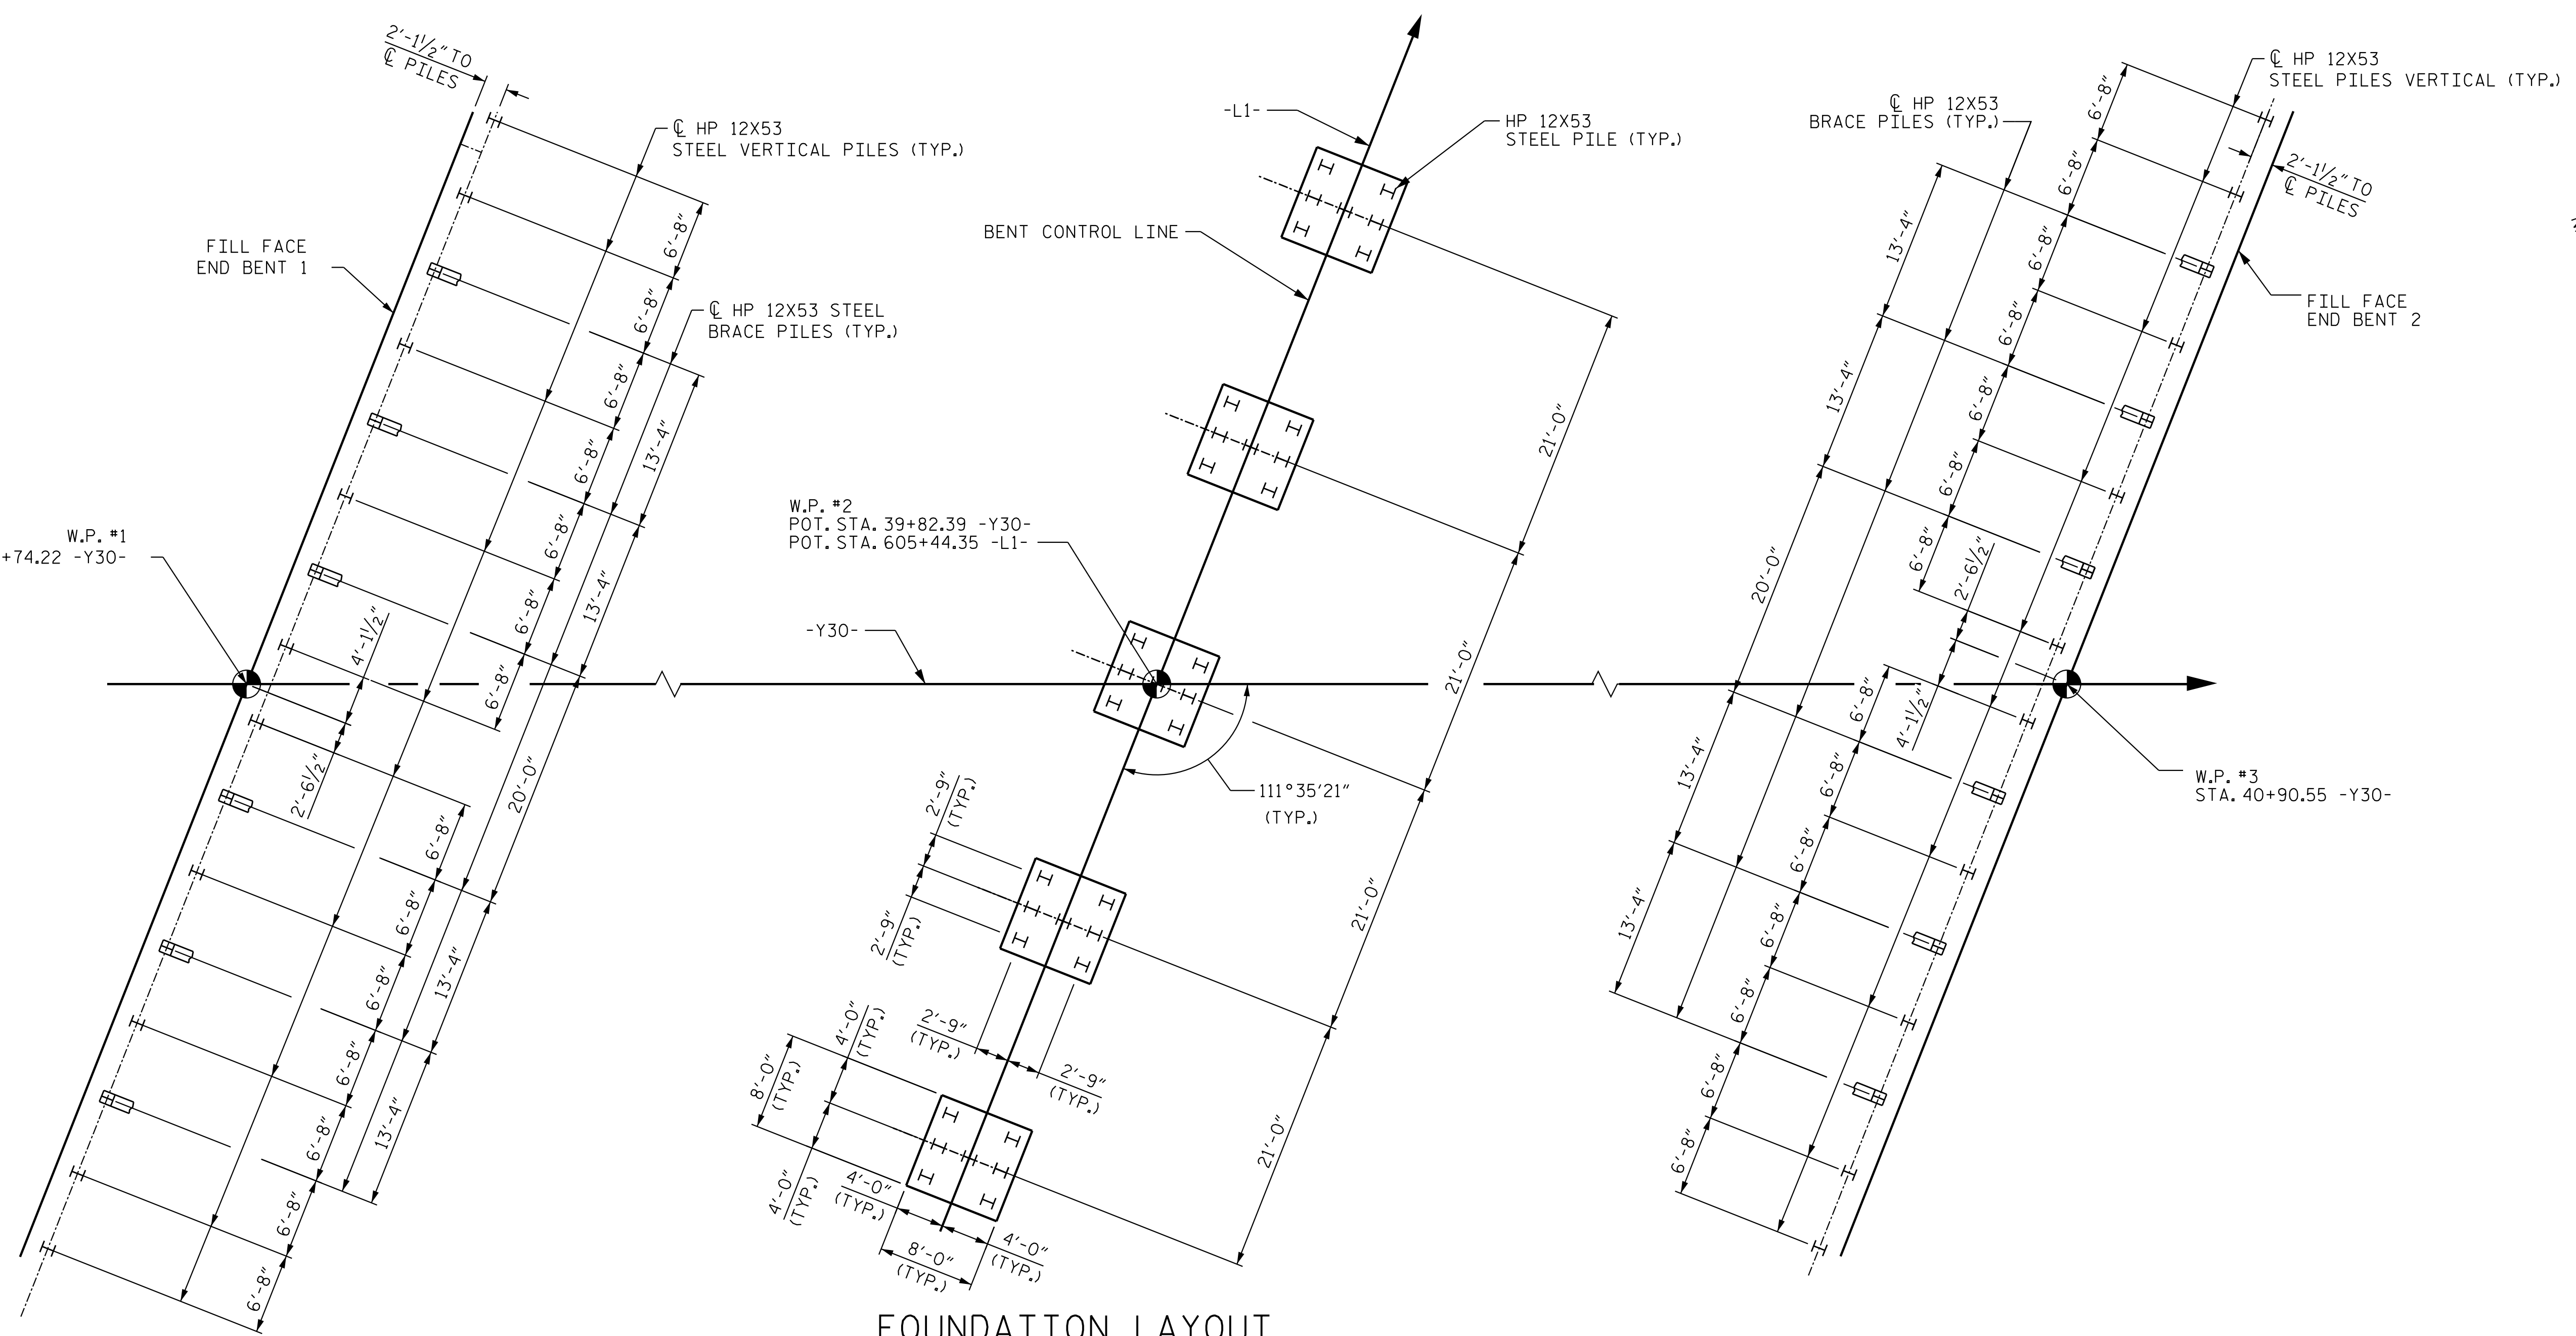 2'-1½" TO
℄ PILES
℄ HP 12X53
STEEL VERTICAL PILES (TYP.)
FILL FACE
END BENT 1
℄ HP 12X53 STEEL
BRACE PILES (TYP.)
W.P. #1
+74.22 -Y30-
6'-8"
6'-8"
6'-8"
6'-8"
6'-8"
6'-8"
6'-8"
13'-4"
13'-4"
20'-0"
13'-4"
13'-4"
4'-1½"
2'-6½"
6'-8"
6'-8"
6'-8"
6'-8"
6'-8"
6'-8"
6'-8"
-L1-
HP 12X53
STEEL PILE (TYP.)
BENT CONTROL LINE
W.P. #2
POT. STA. 39+82.39 -Y30-
POT. STA. 605+44.35 -L1-
-Y30-
21'-0"
21'-0"
21'-0"
21'-0"
111°35'21"
(TYP.)
2'-9"
(TYP.)
2'-9"
(TYP.)
2'-9"
(TYP.)
2'-9"
(TYP.)
4'-0"
(TYP.)
8'-0"
(TYP.)
4'-0"
(TYP.)
4'-0"
(TYP.)
4'-0"
(TYP.)
8'-0"
(TYP.)
℄ HP 12X53
STEEL PILES VERTICAL (TYP.)
℄ HP 12X53
BRACE PILES (TYP.)
2'-1½" TO
℄ PILES
FILL FACE
END BENT 2
6'-8"
6'-8"
6'-8"
6'-8"
6'-8"
6'-8"
6'-8"
13'-4"
13'-4"
20'-0"
13'-4"
13'-4"
2'-6½"
4'-1½"
6'-8"
6'-8"
6'-8"
6'-8"
6'-8"
6'-8"
6'-8"
W.P. #3
STA. 40+90.55 -Y30-
FOUNDATION LAYOUT